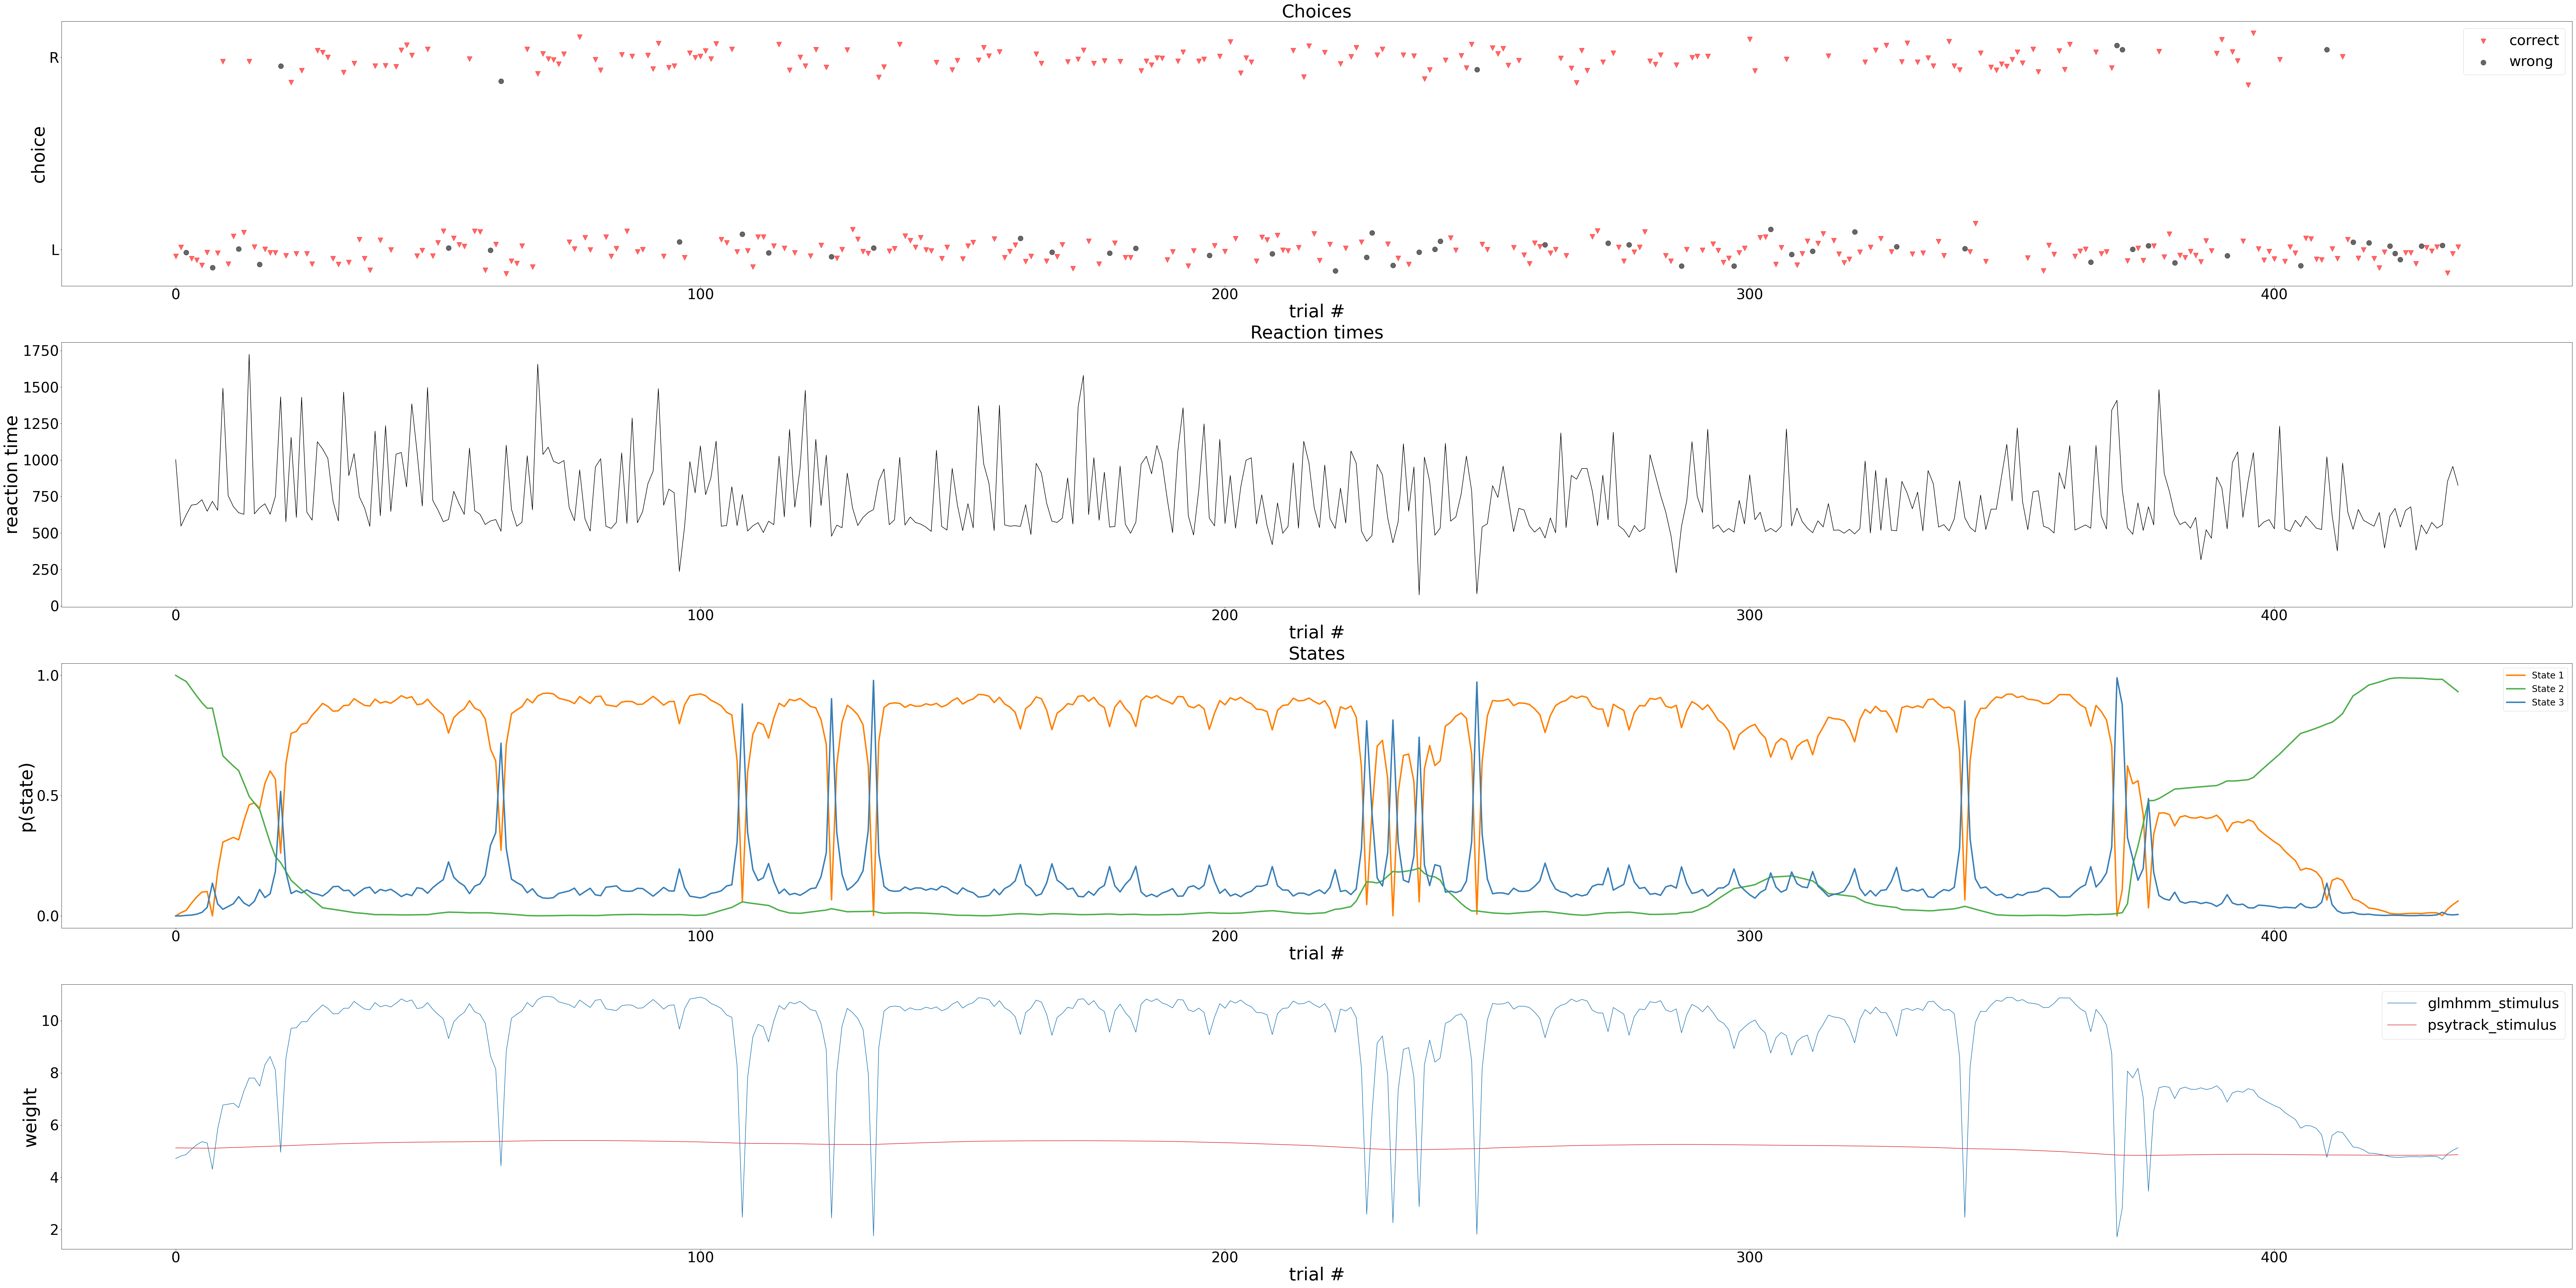 Choices
R
L
choice
correct
wrong
0 100 200 300 400
trial #
Reaction times
1750
1500
1250
1000
750
500
250
0
reaction time
0 100 200 300 400
trial #
States
1.0
0.5
0.0
p(state)
State 1
State 2
State 3
0 100 200 300 400
trial #
10
8
6
4
2
weight
glmhmm_stimulus
psytrack_stimulus
0 100 200 300 400
trial #